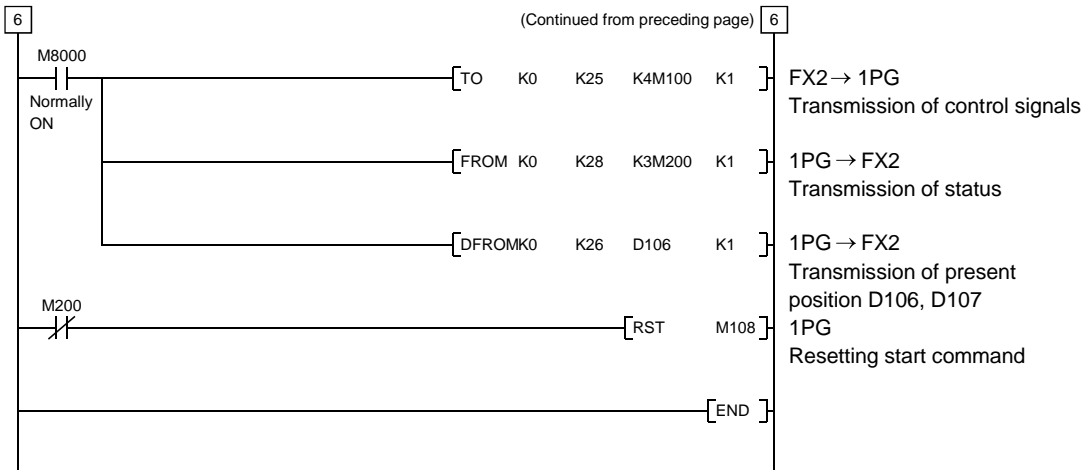 6 (Continued from preceding page) 6
M8000
Normally
ON
TO K0 K25 K4M100 K1
FX2→ 1PG
Transmission of control signals
FROM K0 K28 K3M200 K1
1PG → FX2
Transmission of status
DFROMK0 K26 D106 K1
1PG → FX2
Transmission of present
position D106, D107
M200
RST M108
1PG
Resetting start command
END